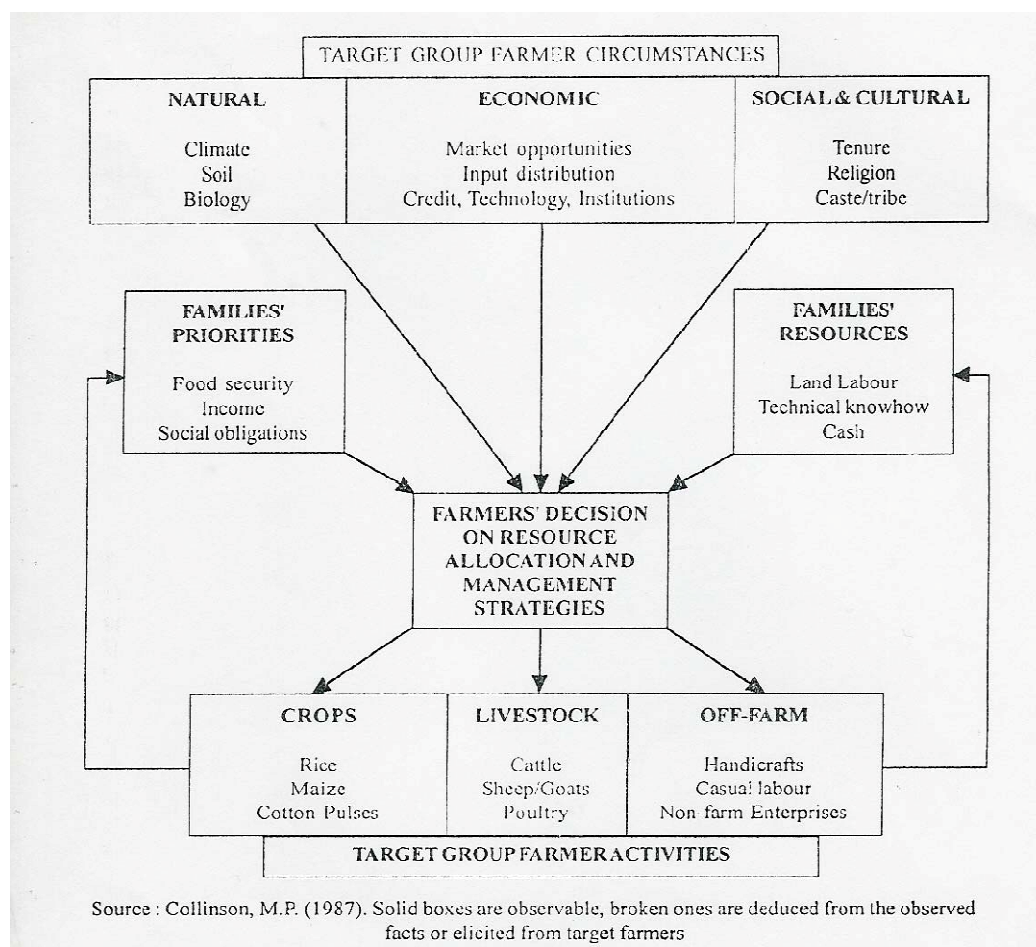 TARGET GROUP FARMER CIRCUMSTANCES
NATURAL
Climate
Soil
Biology
ECONOMIC
Market opportunities
Input distribution
Credit, Technology, Institutions
SOCIAL & CULTURAL
Tenure
Religion
Caste/tribe
FAMILIES'
PRIORITIES
Food security
Income
Social obligations
FAMILIES'
RESOURCES
Land Labour
Technical knowhow
Cash
FARMERS' DECISION
ON RESOURCE
ALLOCATION AND
MANAGEMENT
STRATEGIES
CROPS
Rice
Maize
Cotton Pulses
LIVESTOCK
Cattle
Sheep/Goats
Poultry
OFF-FARM
Handicrafts
Casual labour
Non farm Enterprises
TARGET GROUP FARMER ACTIVITIES
Source : Collinson, M.P. (1987). Solid boxes are observable, broken ones are deduced from the observed
facts or elicited from target farmers